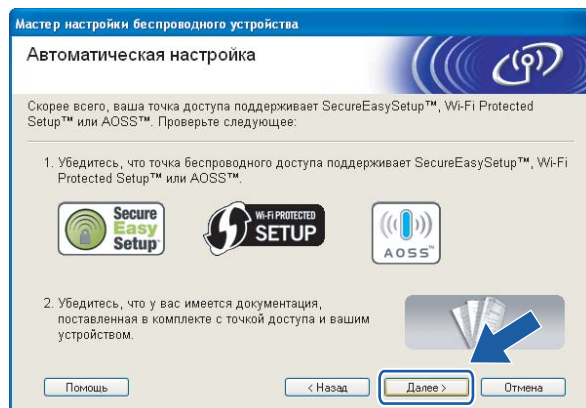 Мастер настройки беспроводного устройства
Автоматическая настройка
Скорее всего, ваша точка доступа поддерживает SecureEasySetup™, Wi-Fi Protected
Setup™ или AOSS™. Проверьте следующее:
1. Убедитесь, что точка беспроводного доступа поддерживает SecureEasySetup™, Wi-Fi
Protected Setup™ или AOSS™.
Secure
Easy
Setup™
WI-FI PROTECTED
SETUP
AOSS™
2. Убедитесь, что у вас имеется документация,
поставленная в комплекте с точкой доступа и вашим
устройством.
Помощь
< Назад
Далее >
Отмена